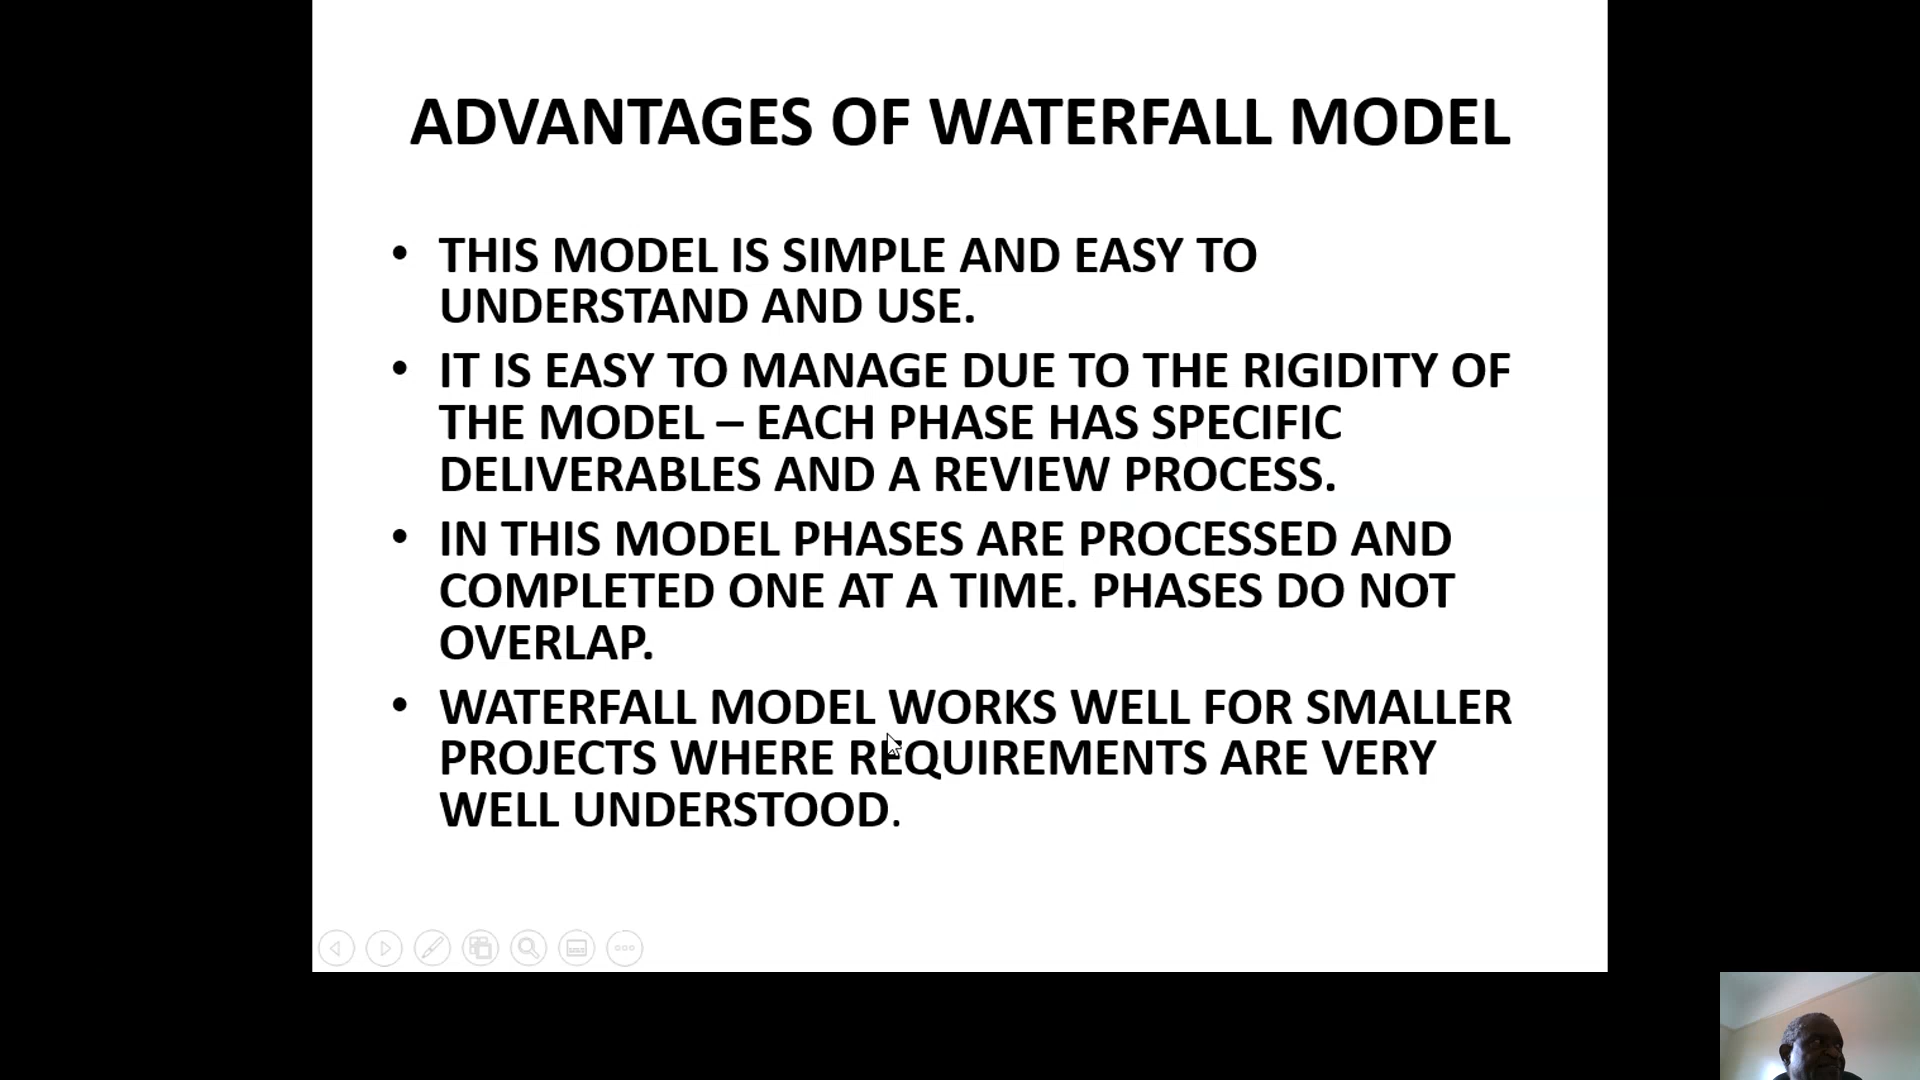 ADVANTAGES OF WATERFALL MODEL
• THIS MODEL IS SIMPLE AND EASY TO
UNDERSTAND AND USE.
• IT IS EASY TO MANAGE DUE TO THE RIGIDITY OF
THE MODEL – EACH PHASE HAS SPECIFIC
DELIVERABLES AND A REVIEW PROCESS.
• IN THIS MODEL PHASES ARE PROCESSED AND
COMPLETED ONE AT A TIME. PHASES DO NOT
OVERLAP.
• WATERFALL MODEL WORKS WELL FOR SMALLER
PROJECTS WHERE REQUIREMENTS ARE VERY
WELL UNDERSTOOD.